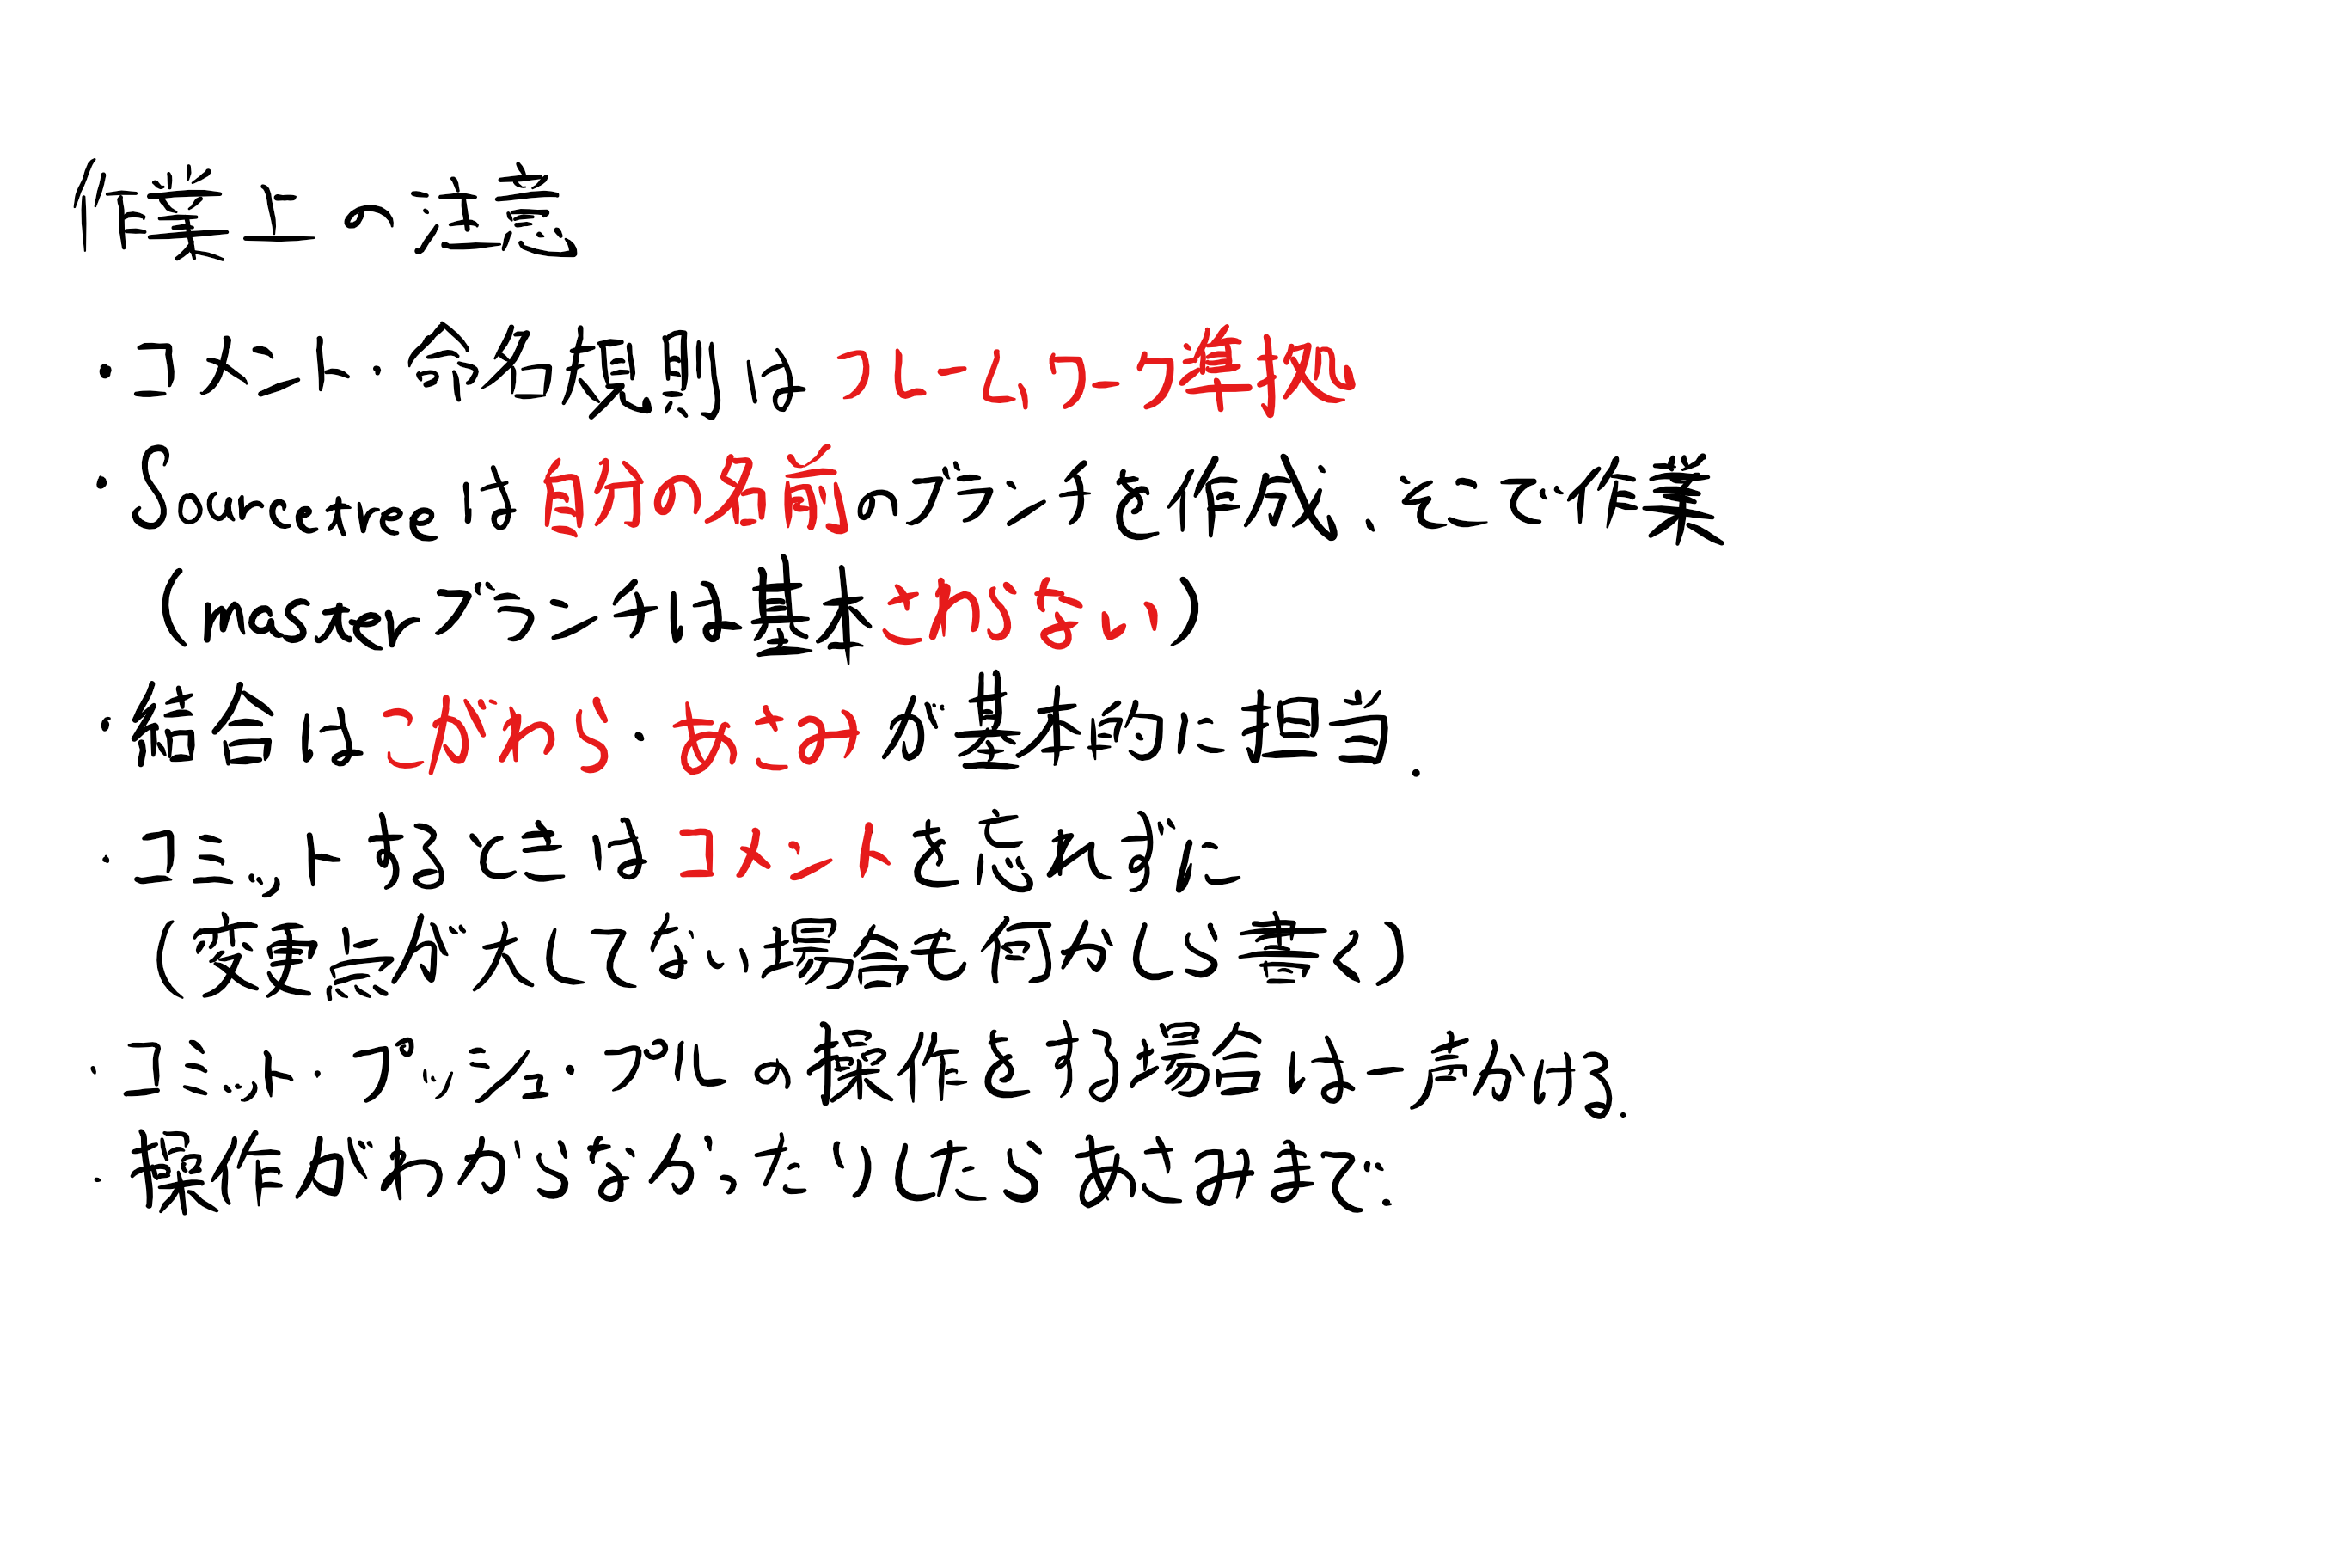 作業上の注意
・コメント・命名規則はフレームワーク準拠
・Sourcetreeは自分の名前のブランチを作成、そこで作業
(masterブランチは基本さわらない)
・結合はこがわら・あさみが基本的に担当.
・コミットするときはコメントを忘れずに
(変更点が大してない場合も何かしら書く)
・コミット・プッシュ・プルの操作をする場合は一声かける.
・操作がわからなかったりしたらあさみまで.